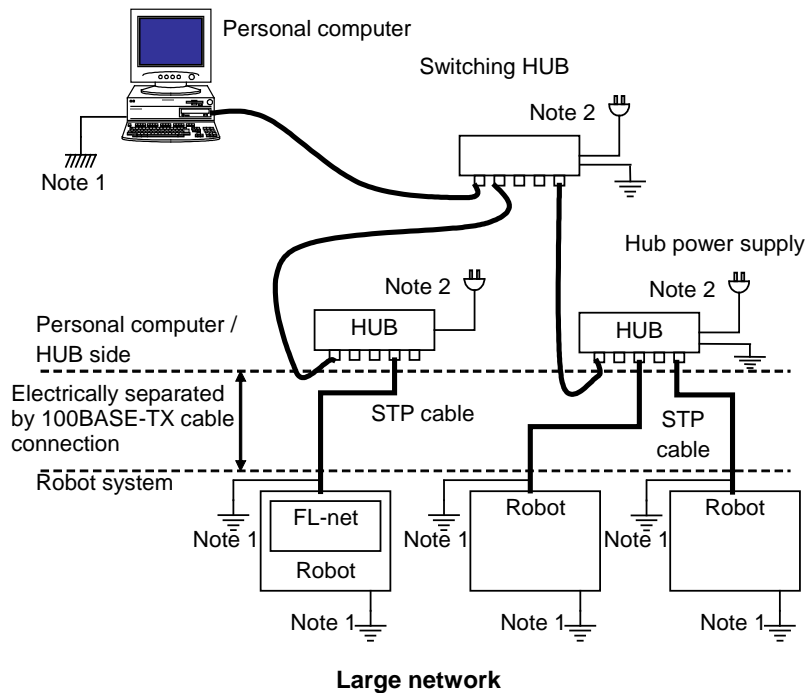 Personal computer
Switching HUB
Note 2
Note 1
Hub power supply
Note 2
Note 2
HUB
HUB
Personal computer /
HUB side
Electrically separated
by 100BASE-TX cable
connection
STP cable
STP
cable
Robot system
FL-net
Robot
Robot
Robot
Note 1
Note 1
Note 1
Note 1
Note 1
Note 1
Large network